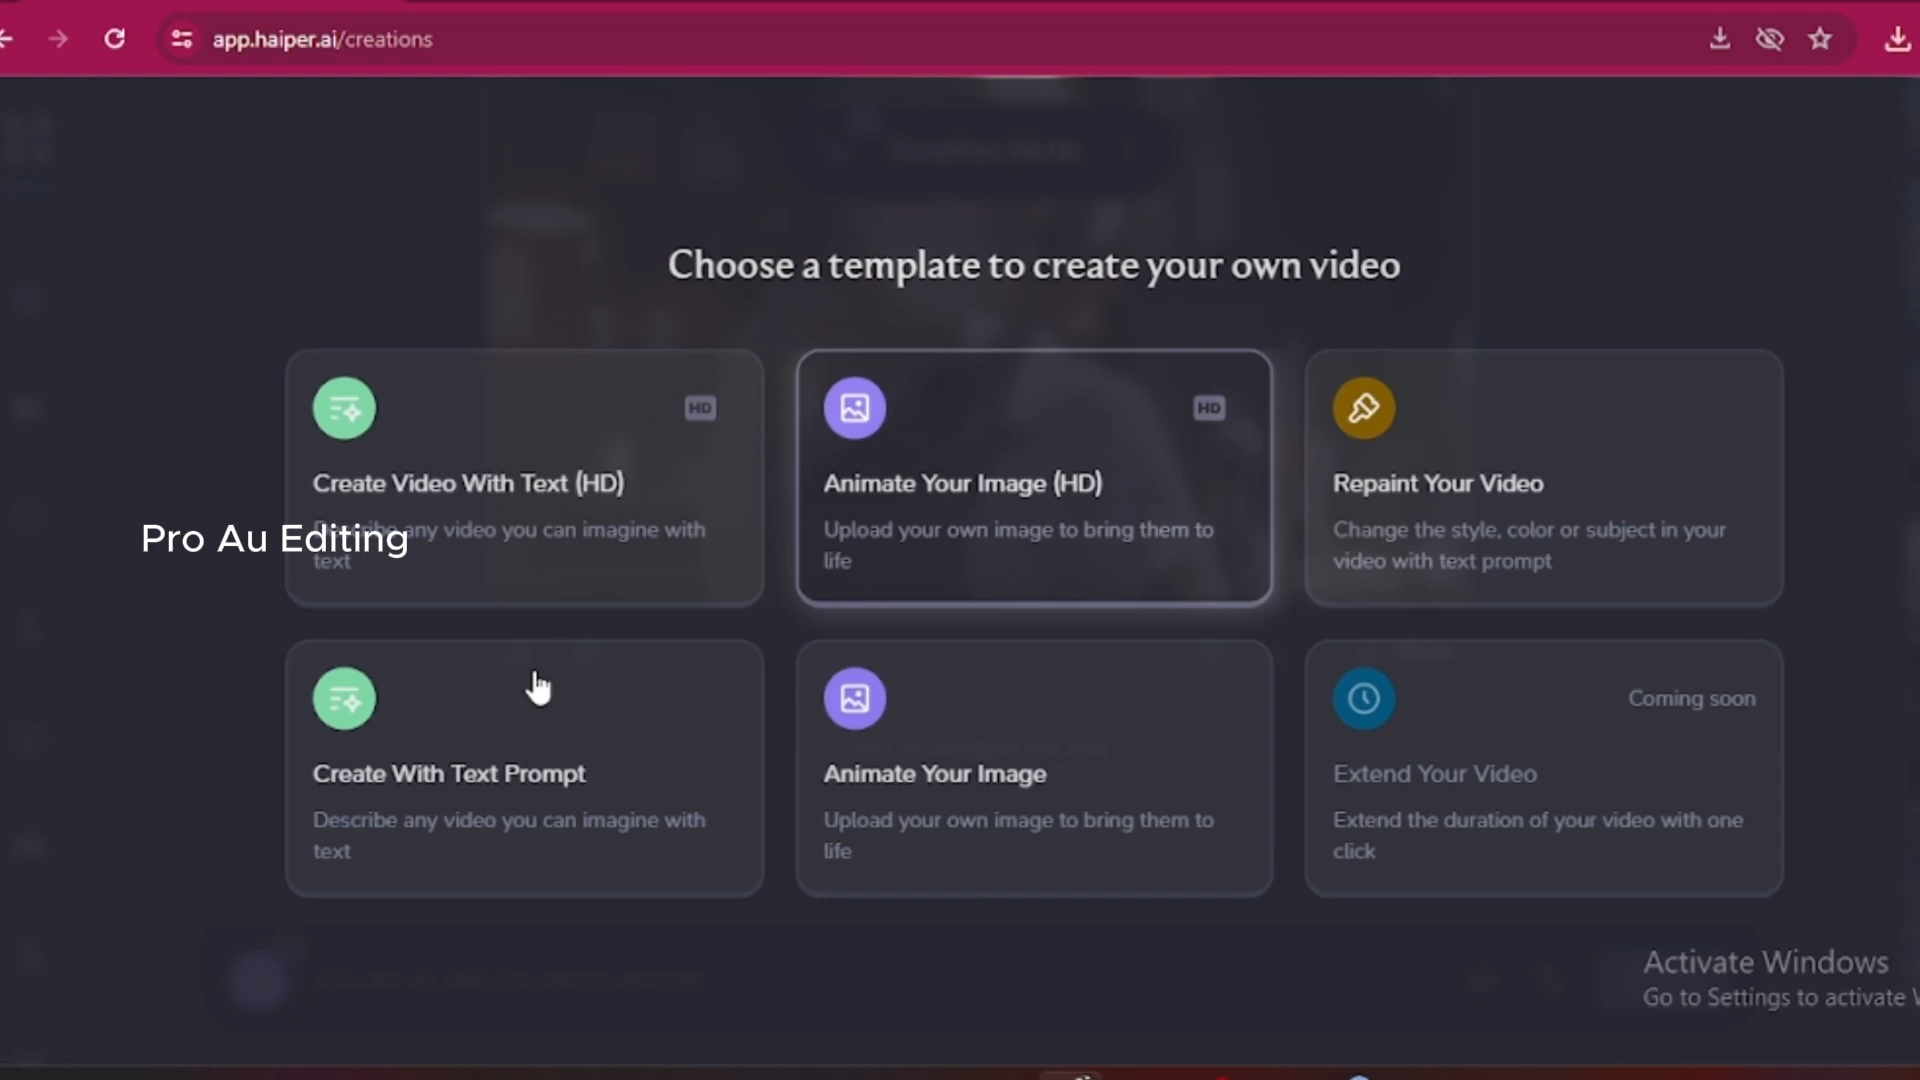 app.haiper.ai/creations
Choose a template to create your own video
HD
Create Video With Text (HD)
Describe any video you can imagine with
text
HD
Animate Your Image (HD)
Upload your own image to bring them to
life
Repaint Your Video
Change the style, color or subject in your
video with text prompt
Pro Au Editing
Create With Text Prompt
Describe any video you can imagine with
text
Animate Your Image
Upload your own image to bring them to
life
Coming soon
Extend Your Video
Extend the duration of your video with one
click
Activate Windows
Go to Settings to activate